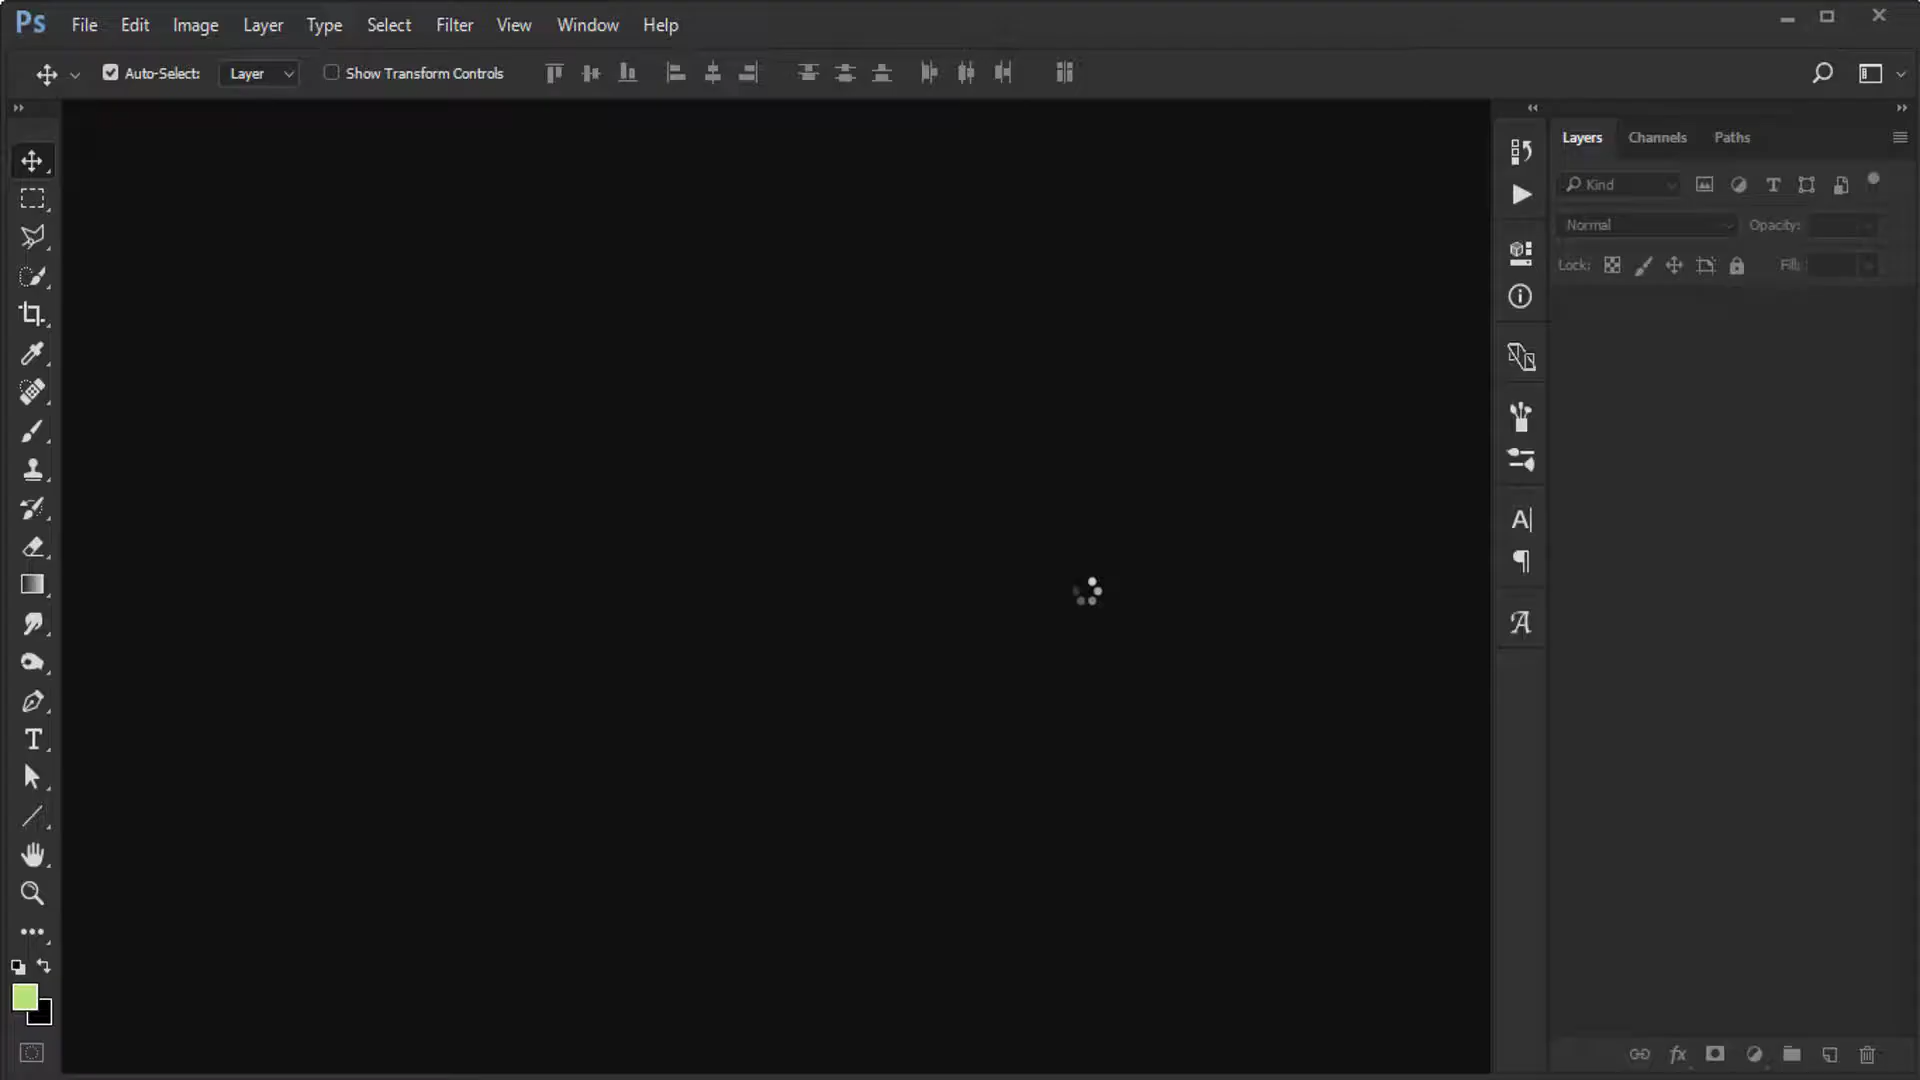 Ps File Edit Image Layer Type Select Filter View Window Help
Auto-Select: Layer Show Transform Controls
Layers Channels Paths
Kind
Normal Opacity:
Lock: Fill: